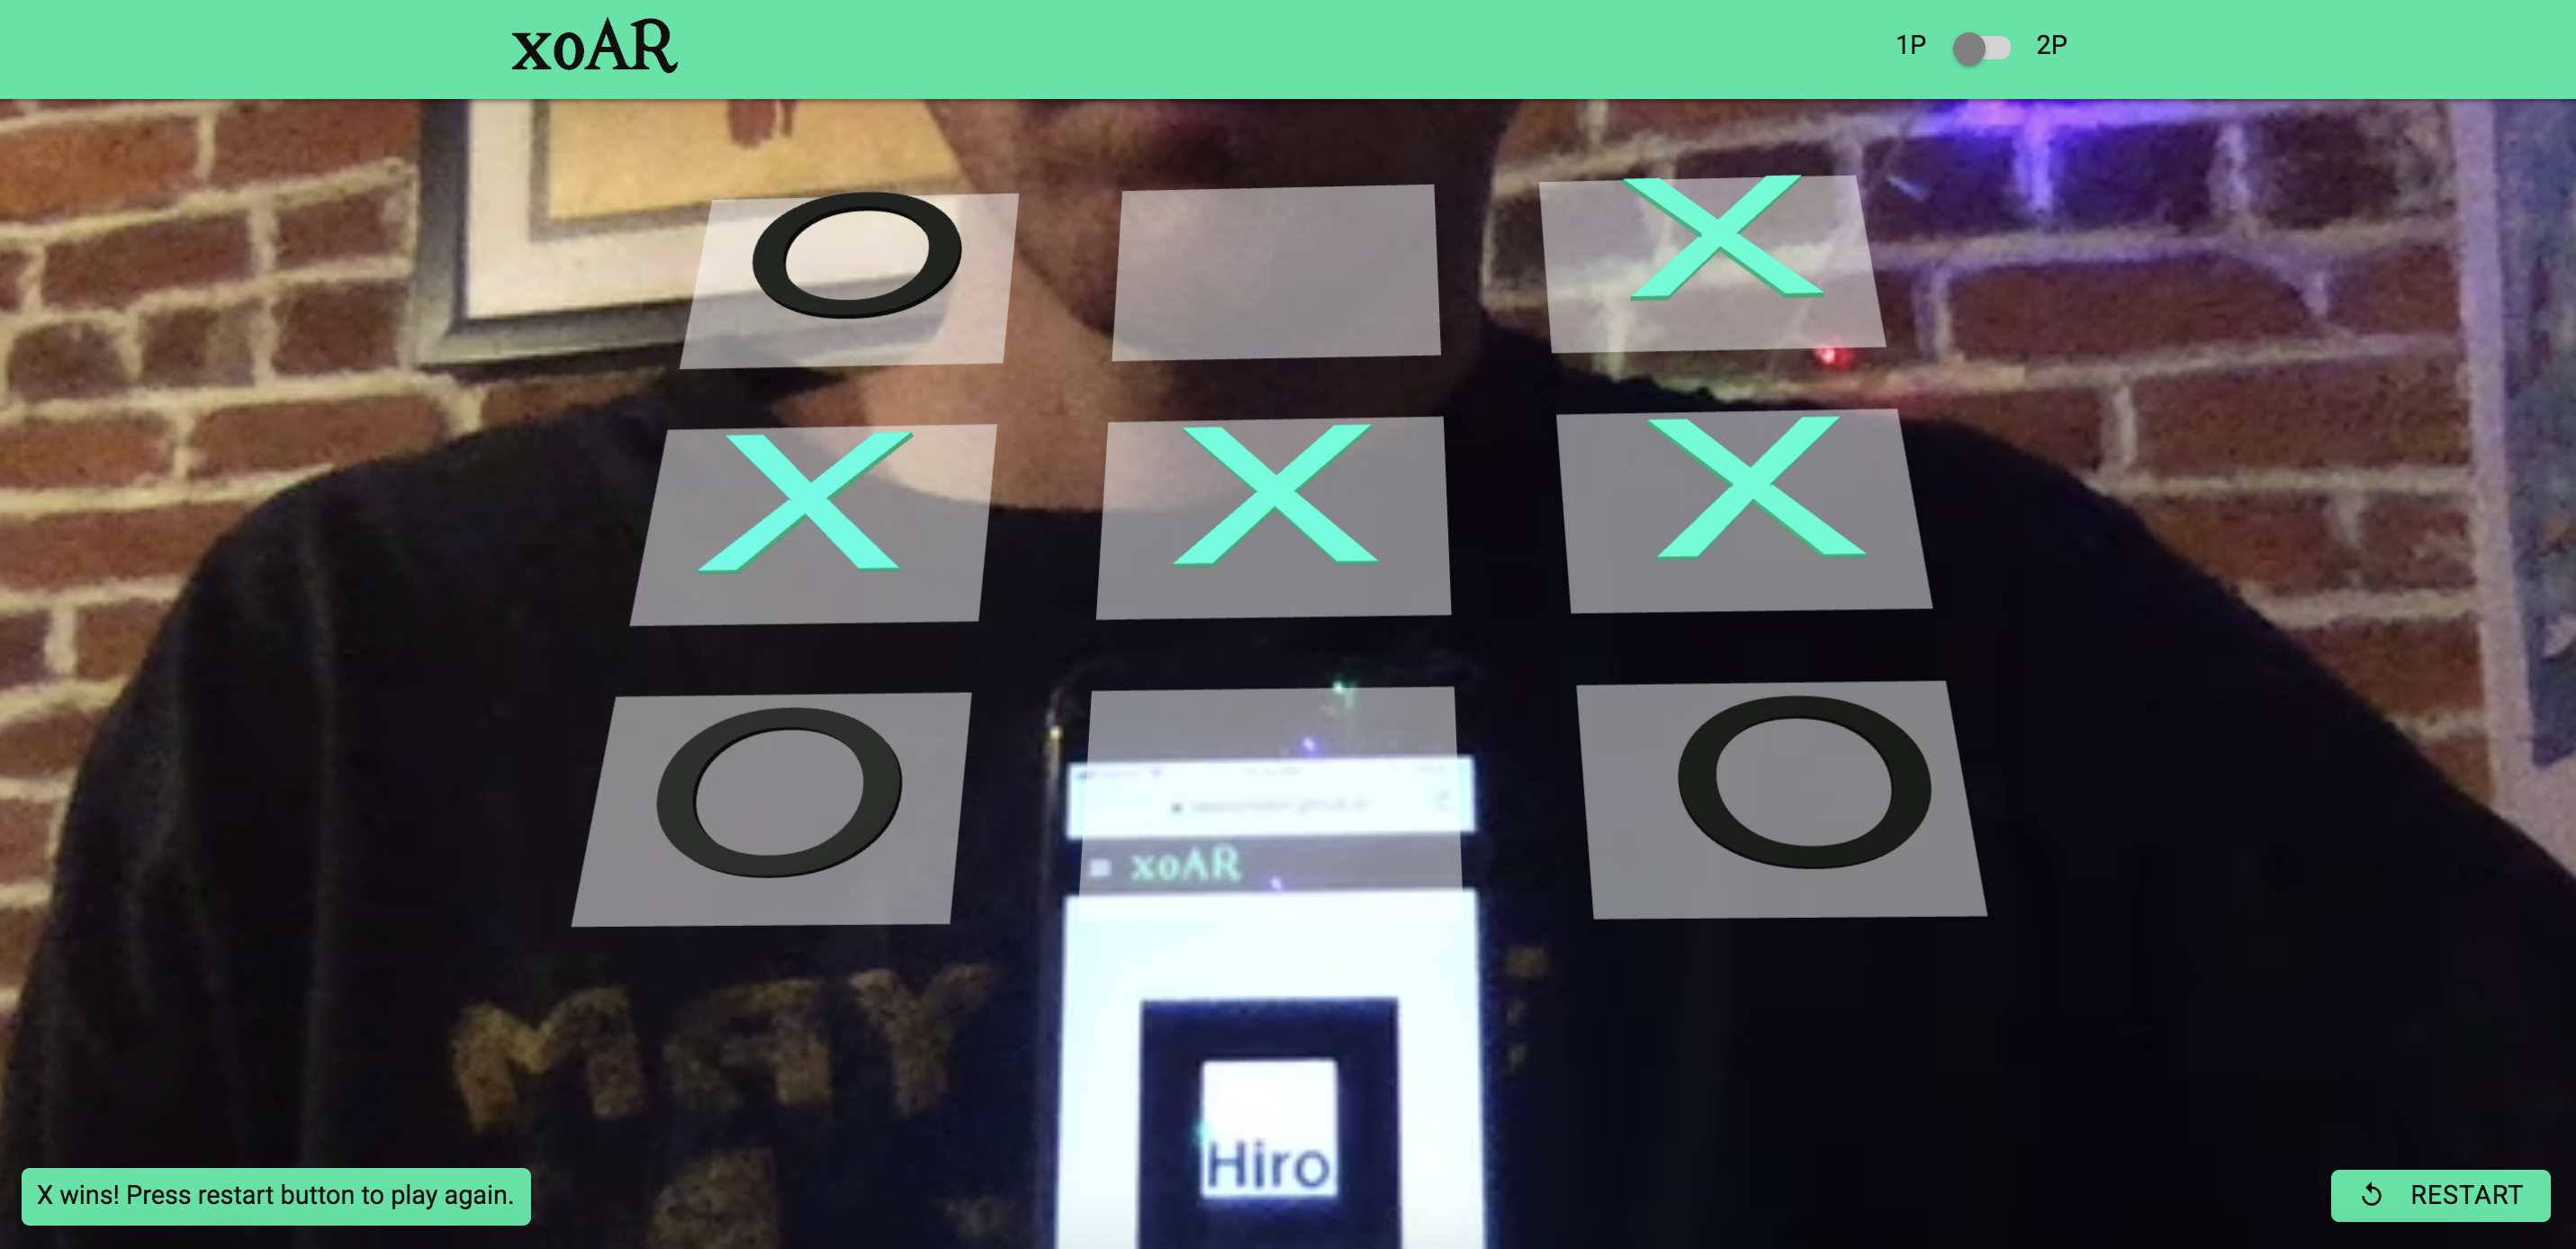 xoAR
1P 2P
xoAR
MAY
Hiro
X wins! Press restart button to play again.
RESTART